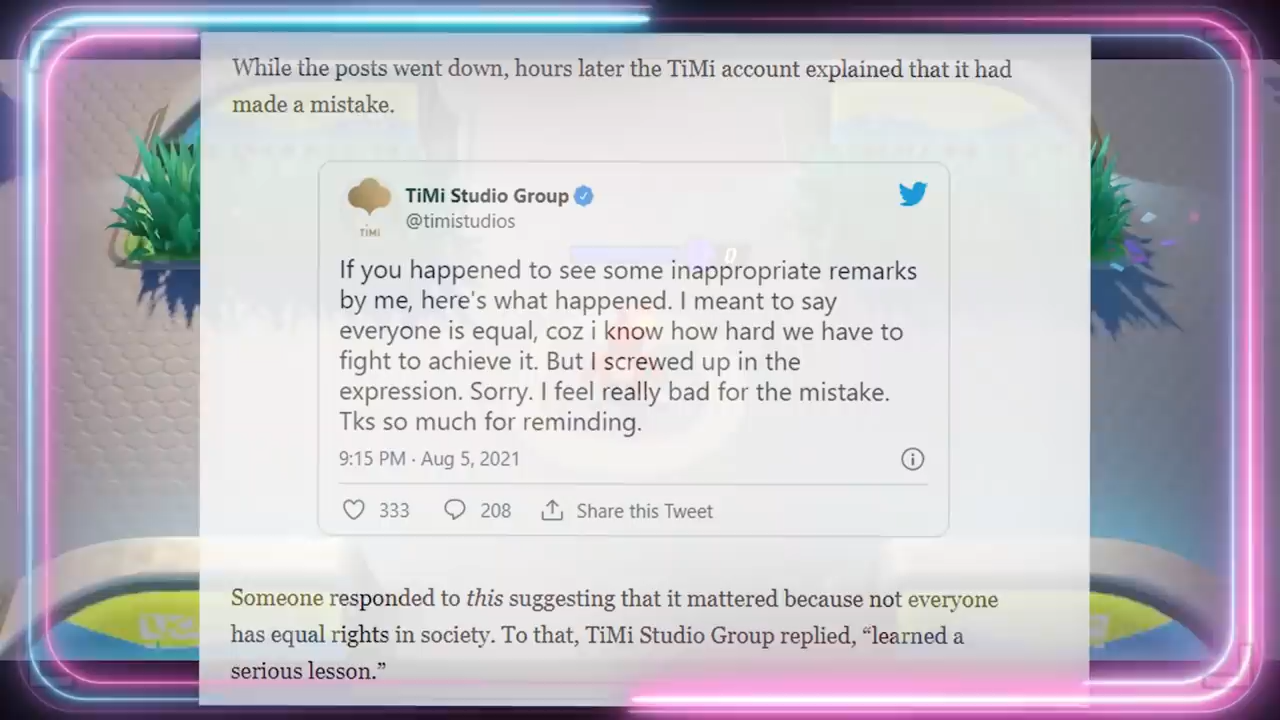 While the posts went down, hours later the TiMi account explained that it had
made a mistake.
TiMi Studio Group
@timistudios
TiMi
If you happened to see some inappropriate remarks
by me, here's what happened. I meant to say
everyone is equal, coz i know how hard we have to
fight to achieve it. But I screwed up in the
expression. Sorry. I feel really bad for the mistake.
Tks so much for reminding.
9:15 PM · Aug 5, 2021
333 208 Share this Tweet
0
Someone responded to this suggesting that it mattered because not everyone
has equal rights in society. To that, TiMi Studio Group replied, “learned a
serious lesson.”